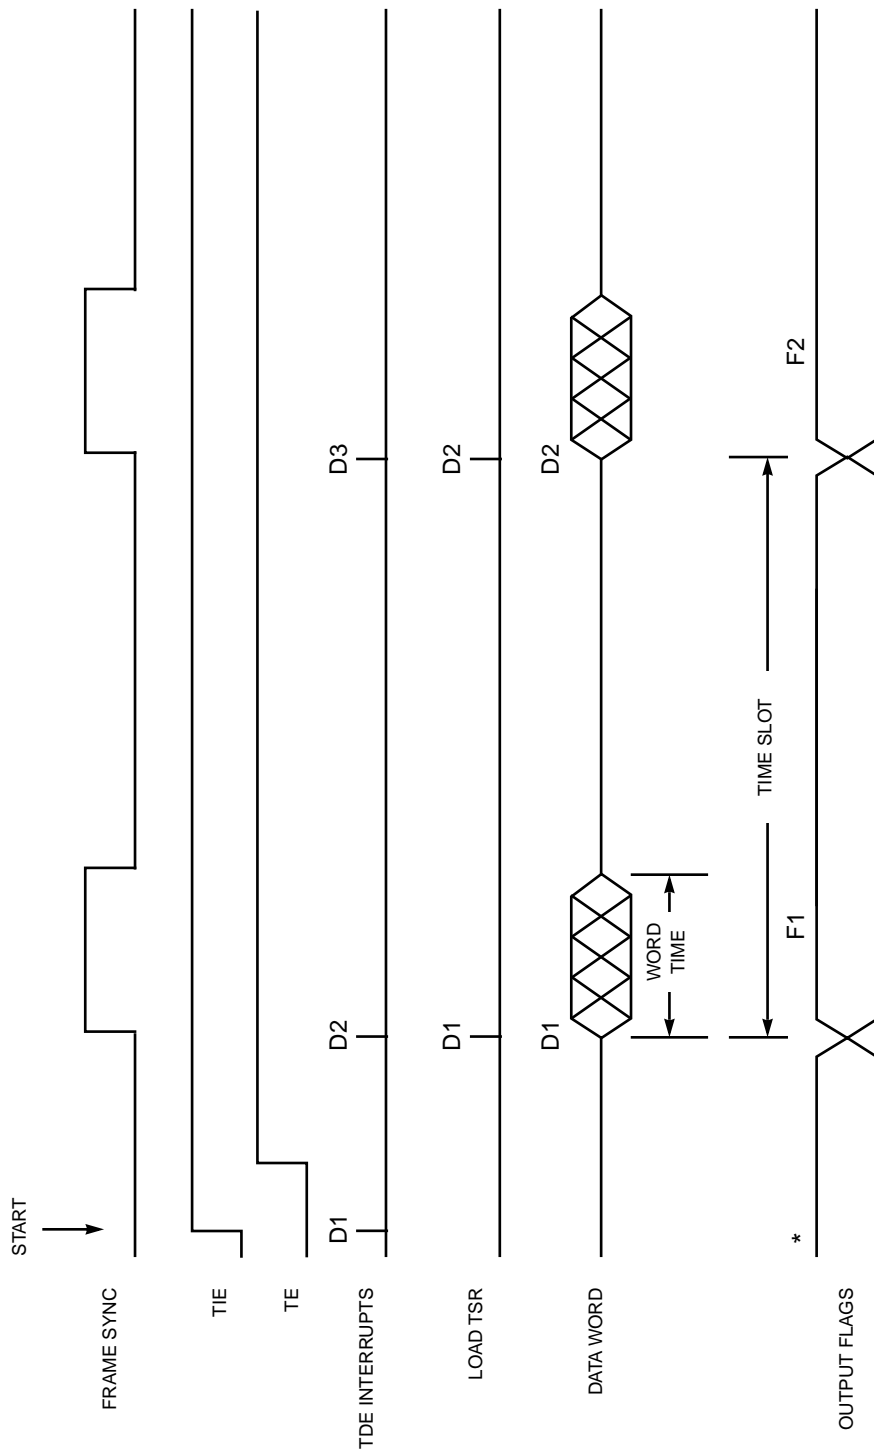 START
FRAME SYNC
TIE
TE
TDE INTERRUPTS
D1
D2
D3
LOAD TSR
D1
D2
DATA WORD
D1
D2
WORD
TIME
TIME SLOT
OUTPUT FLAGS
*
F1
F2